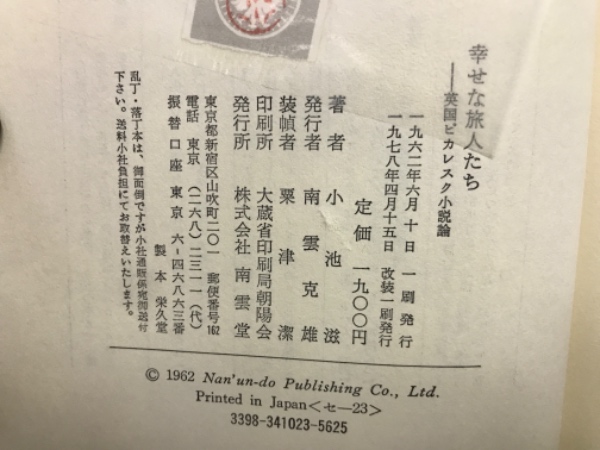 幸せな旅人たち
――英国ピカレスク小説論
一九六二年六月 十 日 一刷発行
一九七八年四月十五日 改装一刷発行
定価 一九〇〇円
著者 小池滋
発行者 南雲克雄
装幀者 粟津潔
印刷所 大蔵省印刷局朝陽会
発行所 株式会社 南雲堂
東京都新宿区山吹町二〇一 郵便番号162
電話 東京(二六八)二三一一(代)
振替口座 東京 六―四六八六三番
製本 栄久堂
乱丁・落丁本は、御面倒ですが小社通販係宛御送付
下さい。送料小社負担にてお取替えいたします。
© 1962 Nan'un-do Publishing Co., Ltd.
Printed in Japan<セ—23>
3398-341023-5625